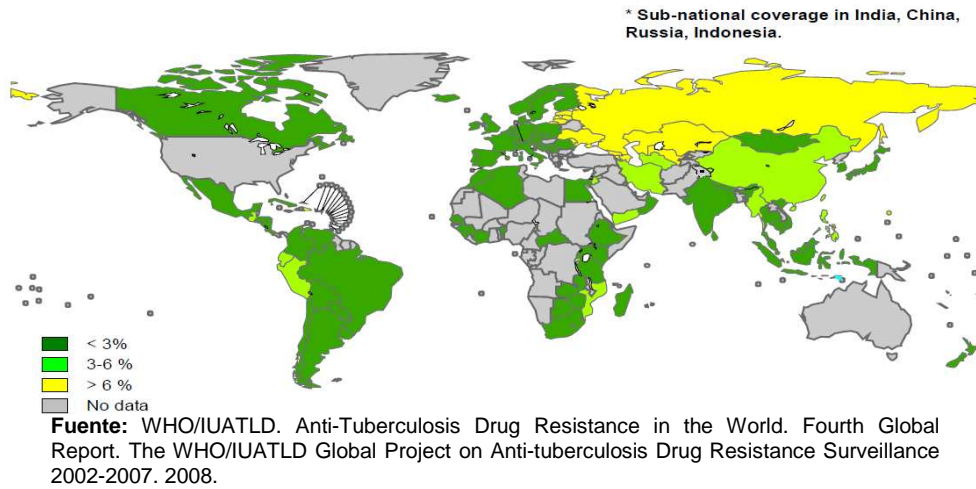 * Sub-national coverage in India, China,
Russia, Indonesia.
< 3%
3-6 %
> 6 %
No data
Fuente: WHO/IUATLD. Anti-Tuberculosis Drug Resistance in the World. Fourth Global
Report. The WHO/IUATLD Global Project on Anti-tuberculosis Drug Resistance Surveillance
2002-2007. 2008.